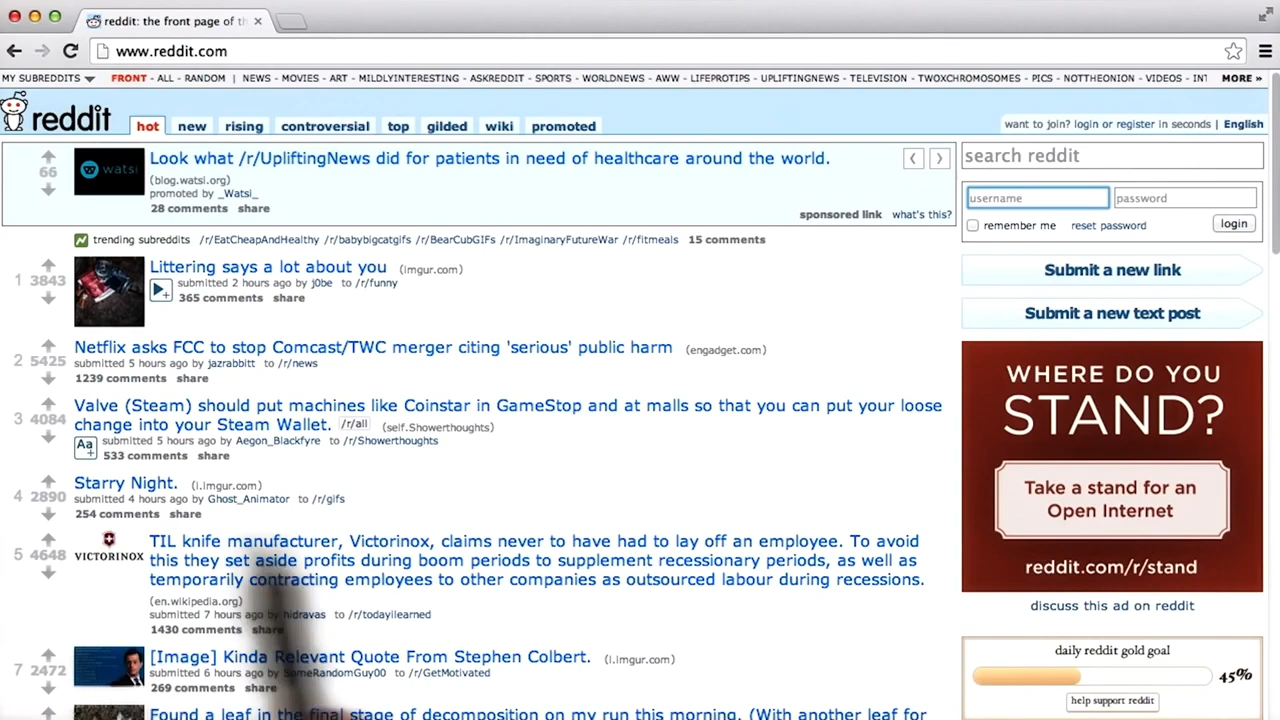 reddit: the front page of th
www.reddit.com
MY SUBREDDITS FRONT - ALL - RANDOM | NEWS - MOVIES - ART - MILDLYINTERESTING - ASKREDDIT - SPORTS - WORLDNEWS - AWW - LIFEPROTIPS - UPLIFTINGNEWS - TELEVISION - TWOXCHROMOSOMES - PICS - NOTTHEONION - VIDEOS - INT MORE »
reddit hot new rising controversial top gilded wiki promoted
want to join? login or register in seconds | English
66
watsi
Look what /r/UpliftingNews did for patients in need of healthcare around the world.
(blog.watsi.org)
promoted by _Watsi_
28 comments share
sponsored link what's this?
trending subreddits /r/EatCheapAndHealthy /r/babybigcatgifs /r/BearCubGIFs /r/ImaginaryFutureWar /r/fitmeals 15 comments
1 3843
Littering says a lot about you (imgur.com)
submitted 2 hours ago by j0be to /r/funny
365 comments share
2 5425
Netflix asks FCC to stop Comcast/TWC merger citing 'serious' public harm (engadget.com)
submitted 5 hours ago by jazrabbitt to /r/news
1239 comments share
3 4084
Valve (Steam) should put machines like Coinstar in GameStop and at malls so that you can put your loose
change into your Steam Wallet. /r/all (self.Showerthoughts)
Aa
submitted 5 hours ago by Aegon_Blackfyre to /r/Showerthoughts
533 comments share
4 2890
Starry Night. (i.imgur.com)
submitted 4 hours ago by Ghost_Animator to /r/gifs
254 comments share
5 4648
VICTORINOX
TIL knife manufacturer, Victorinox, claims never to have had to lay off an employee. To avoid
this they set aside profits during boom periods to supplement recessionary periods, as well as
temporarily contracting employees to other companies as outsourced labour during recessions.
(en.wikipedia.org)
submitted 7 hours ago by hidravas to /r/todayilearned
1430 comments share
7 2472
[Image] Kinda Relevant Quote From Stephen Colbert. (i.imgur.com)
submitted 6 hours ago by SomeRandomGuy00 to /r/GetMotivated
269 comments share
Found a leaf in the final stage of decomposition on my run this morning. (With another leaf for
search reddit
username password
remember me reset password login
Submit a new link
Submit a new text post
WHERE DO YOU
STAND?
Take a stand for an
Open Internet
reddit.com/r/stand
discuss this ad on reddit
daily reddit gold goal
45%
help support reddit